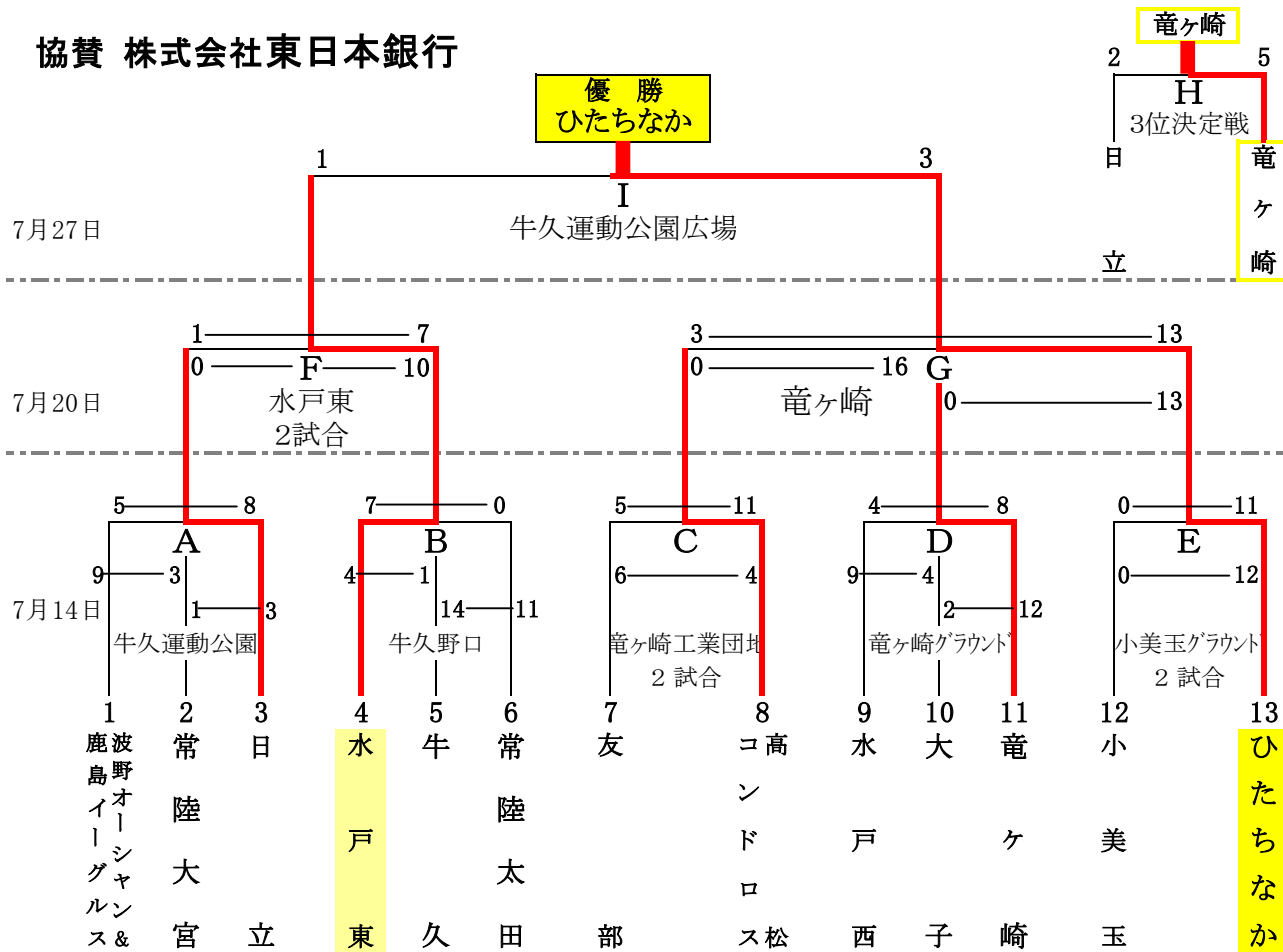 協賛 株式会社東日本銀行
竜ヶ崎
2 5
H
3位決定戦
日立
竜ヶ崎
優 勝
ひたちなか
1 3
I
牛久運動公園広場
7月27日
1 7
0 F 10
水戸東
2試合
3 13
0 16 G
竜ヶ崎
0 13
7月20日
5 8
A
9 3
1 3
牛久運動公園
7 0
B
4 1
14 11
牛久野口
5 11
C
6 4
竜ヶ崎工業団地
2 試合
4 8
D
9 4
2 12
竜ヶ崎グラウンド
0 11
E
0 12
小美玉グラウンド
2 試合
7月14日
1 2 3 4 5 6 7 8 9 10 11 12 13
波野オーシャン&
鹿島イーグルス
常陸大宮
日立
水戸東
牛久
常陸太田
友部
高松
コンドロス
水戸西
大子
竜ヶ崎
小美玉
ひたちなか